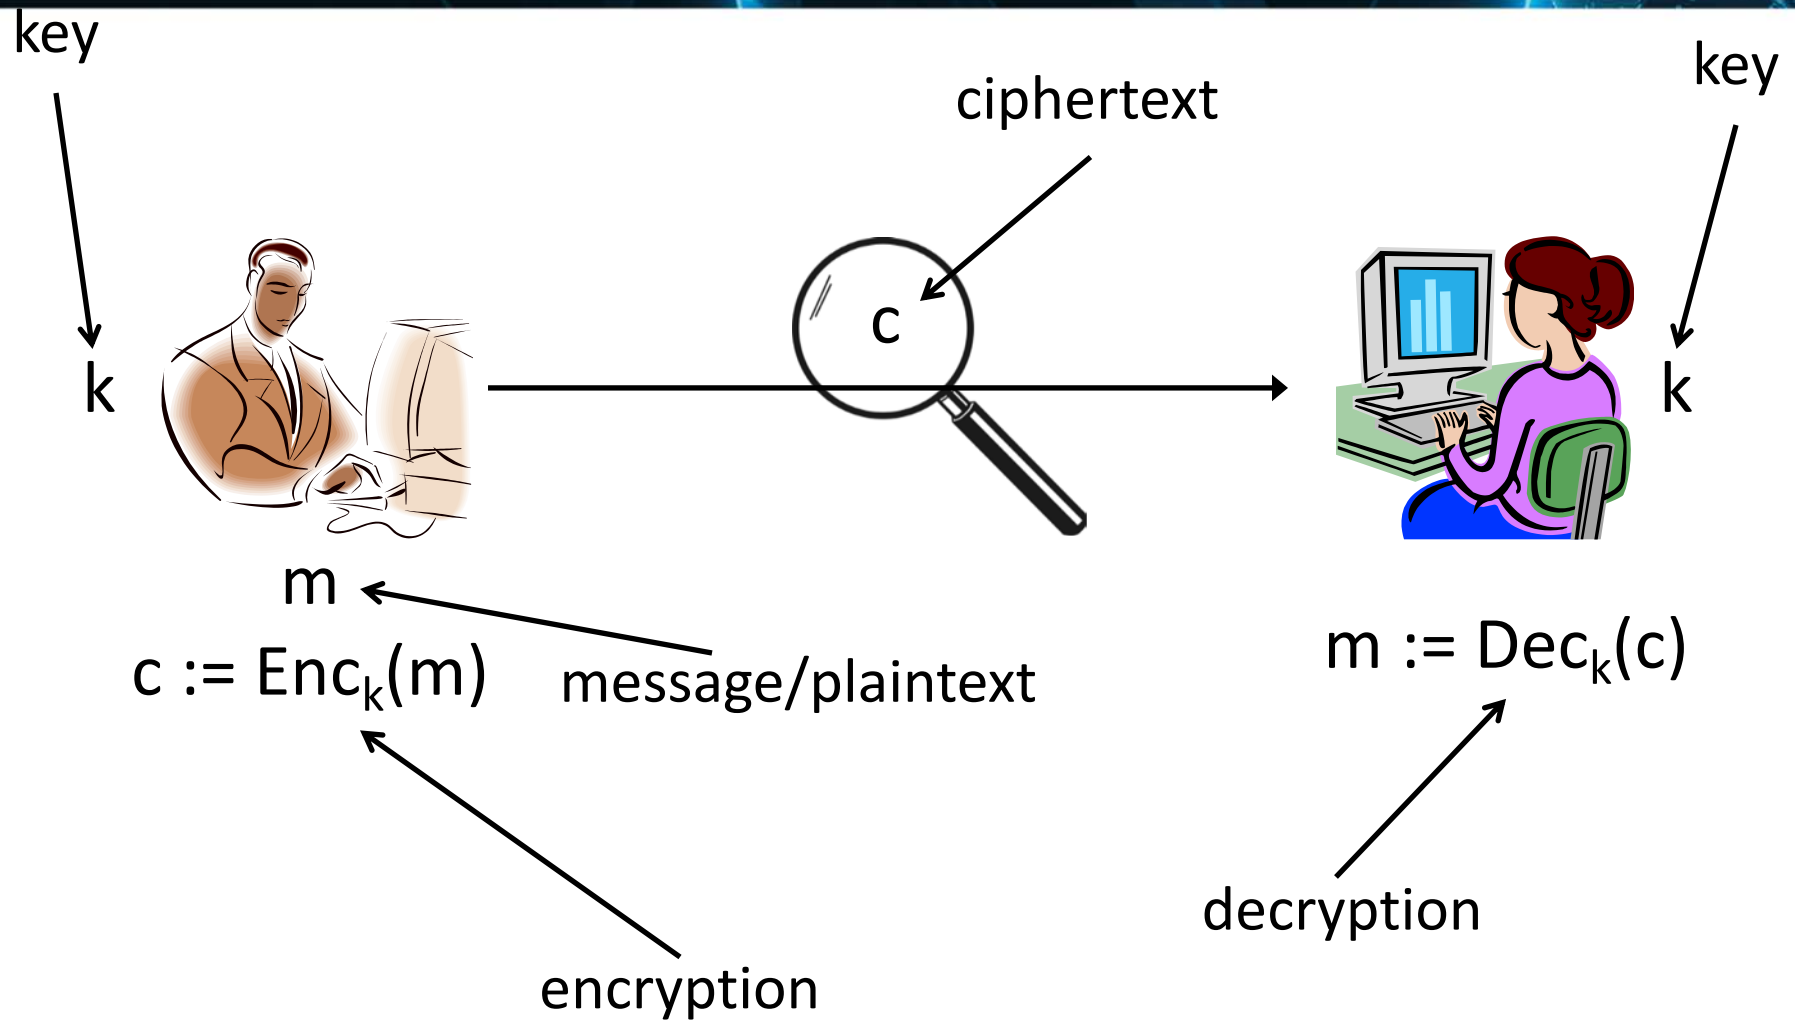 key
key
ciphertext
c
k
k
m
c := Enck(m)
message/plaintext
m := Deck(c)
decryption
encryption